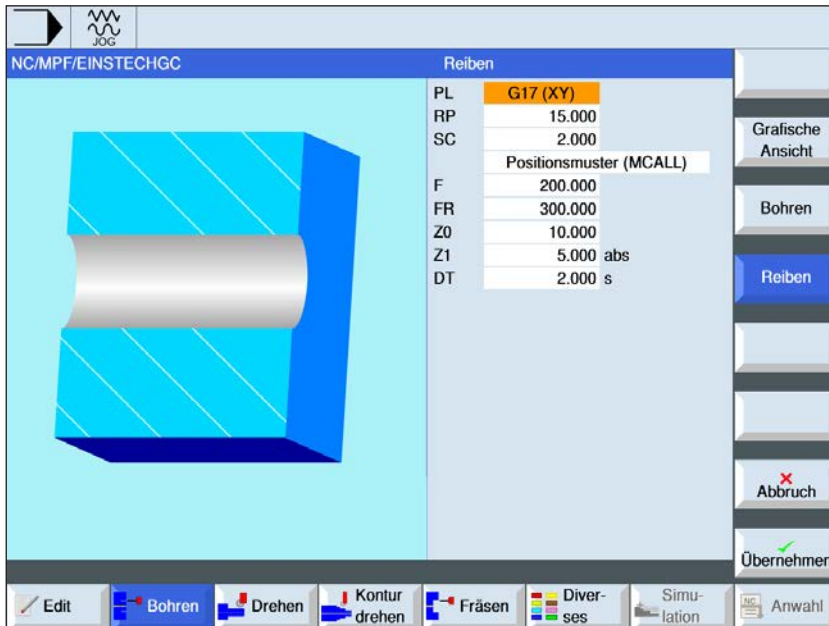 JOG
NC/MPF/EINSTECHGC
Reiben
PL G17 (XY)
RP 15.000
SC 2.000
Positionsmuster (MCALL)
F 200.000
FR 300.000
Z0 10.000
Z1 5.000 abs
DT 2.000 s
Grafische
Ansicht
Bohren
Reiben
Abbruch
Übernehmen
Edit
Bohren
Drehen
Kontur
drehen
Fräsen
Diver-
ses
Simu-
lation
NC
Anwahl